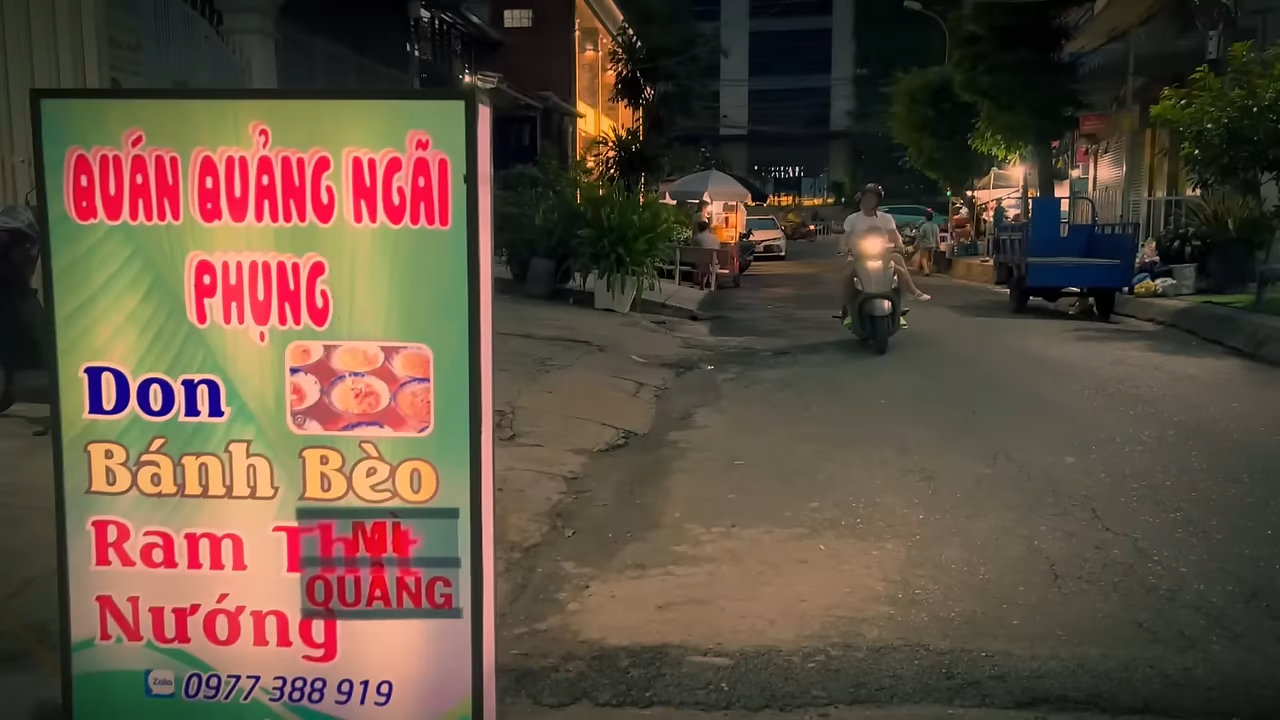 QUÁN QUẢNG NGÃI
PHỤNG
Don
Bánh Bèo
Ram Thịt
Nướng
MÌ
QUẢNG
Zalo 0977 388 919